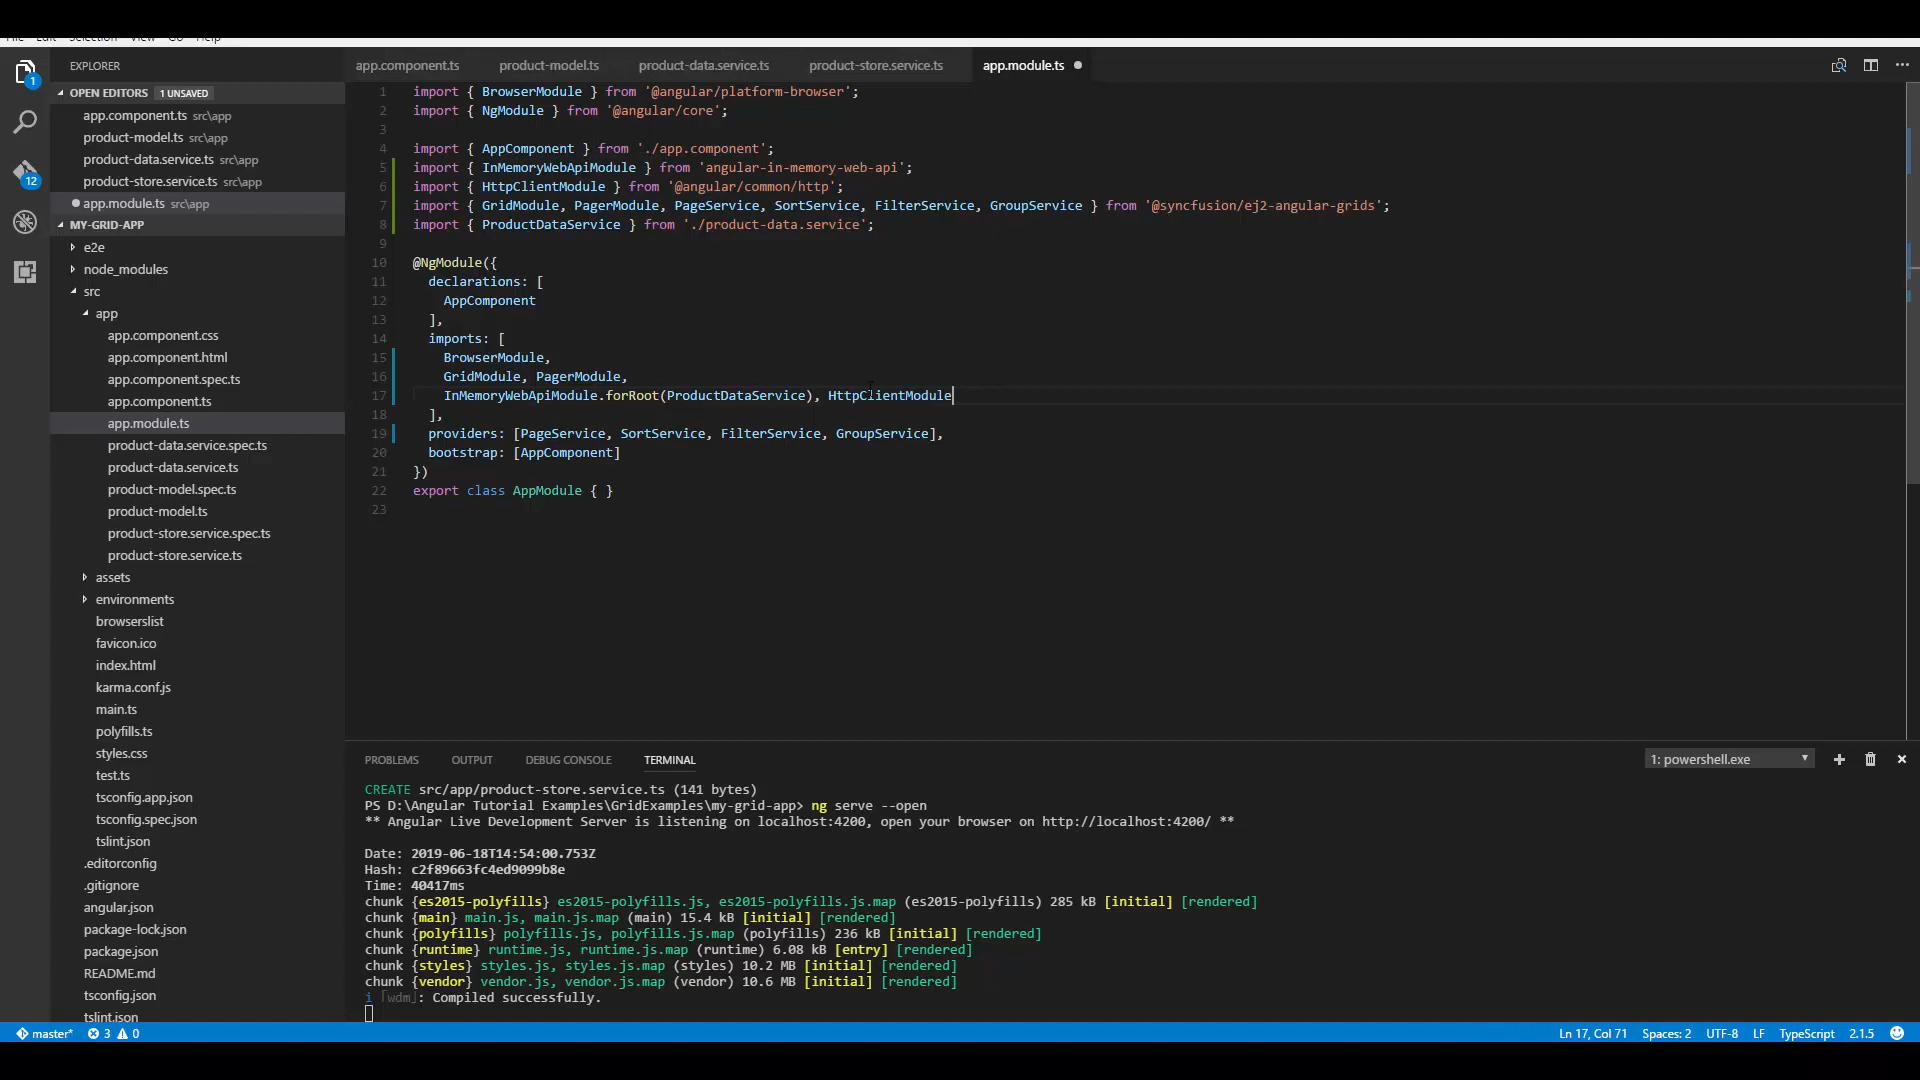 File Edit Selection View Go Help
EXPLORER
OPEN EDITORS 1 UNSAVED
app.component.ts src\app
product-model.ts src\app
product-data.service.ts src\app
product-store.service.ts src\app
app.module.ts src\app
MY-GRID-APP
e2e
node_modules
src
app
app.component.css
app.component.html
app.component.spec.ts
app.component.ts
app.module.ts
product-data.service.spec.ts
product-data.service.ts
product-model.spec.ts
product-model.ts
product-store.service.spec.ts
product-store.service.ts
assets
environments
browserslist
favicon.ico
index.html
karma.conf.js
main.ts
polyfills.ts
styles.css
test.ts
tsconfig.app.json
tsconfig.spec.json
tslint.json
.editorconfig
.gitignore
angular.json
package-lock.json
package.json
README.md
tsconfig.json
tslint.json
1
12
app.component.ts product-model.ts product-data.service.ts product-store.service.ts app.module.ts
1 import { BrowserModule } from '@angular/platform-browser';
2 import { NgModule } from '@angular/core';
3
4 import { AppComponent } from './app.component';
5 import { InMemoryWebApiModule } from 'angular-in-memory-web-api';
6 import { HttpClientModule } from '@angular/common/http';
7 import { GridModule, PagerModule, PageService, SortService, FilterService, GroupService } from '@syncfusion/ej2-angular-grids';
8 import { ProductDataService } from './product-data.service';
9
10 @NgModule({
11 declarations: [
12 AppComponent
13 ],
14 imports: [
15 BrowserModule,
16 GridModule, PagerModule,
17 InMemoryWebApiModule.forRoot(ProductDataService), HttpClientModule
18 ],
19 providers: [PageService, SortService, FilterService, GroupService],
20 bootstrap: [AppComponent]
21 })
22 export class AppModule { }
23
PROBLEMS OUTPUT DEBUG CONSOLE TERMINAL 1: powershell.exe
CREATE src/app/product-store.service.ts (141 bytes)
PS D:\Angular Tutorial Examples\GridExamples\my-grid-app> ng serve --open
** Angular Live Development Server is listening on localhost:4200, open your browser on http://localhost:4200/ **
Date: 2019-06-18T14:54:00.753Z
Hash: c2f89663fc4ed9099b8e
Time: 40417ms
chunk {es2015-polyfills} es2015-polyfills.js, es2015-polyfills.js.map (es2015-polyfills) 285 kB [initial] [rendered]
chunk {main} main.js, main.js.map (main) 15.4 kB [initial] [rendered]
chunk {polyfills} polyfills.js, polyfills.js.map (polyfills) 236 kB [initial] [rendered]
chunk {runtime} runtime.js, runtime.js.map (runtime) 6.08 kB [entry] [rendered]
chunk {styles} styles.js, styles.js.map (styles) 10.2 MB [initial] [rendered]
chunk {vendor} vendor.js, vendor.js.map (vendor) 10.6 MB [initial] [rendered]
i ｢wdm｣: Compiled successfully.
master* 3 0 Ln 17, Col 71 Spaces: 2 UTF-8 LF TypeScript 2.1.5